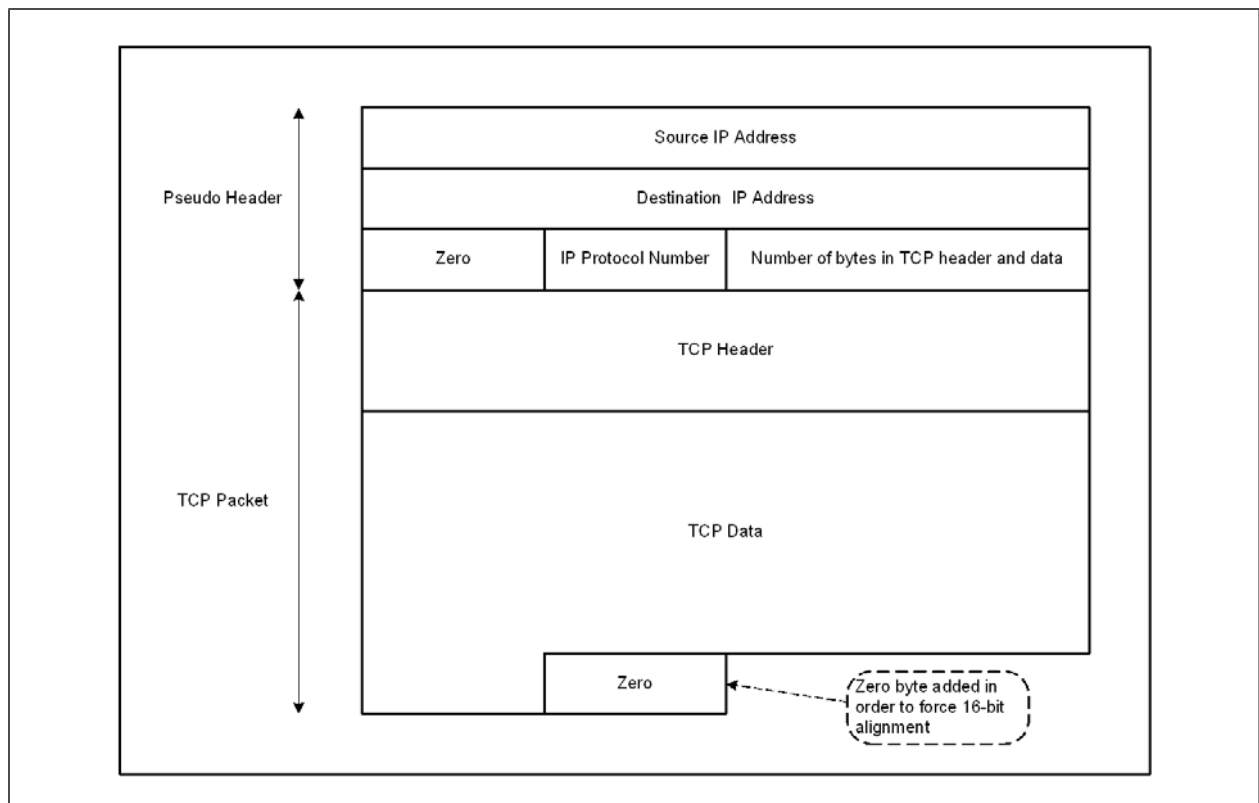 Source IP Address
Pseudo Header
Destination IP Address
Zero
IP Protocol Number
Number of bytes in TCP header and data
TCP Header
TCP Packet
TCP Data
Zero
Zero byte added in
order to force 16-bit
alignment